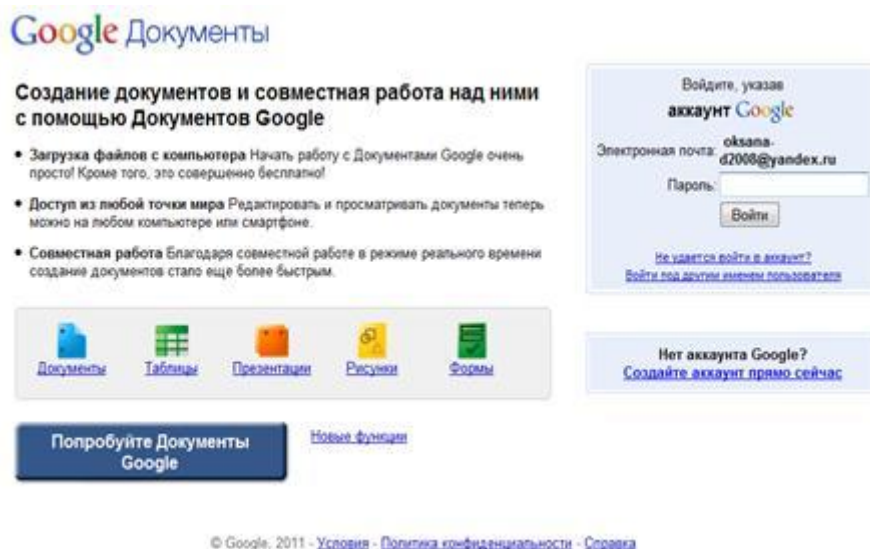 Google Документы
Создание документов и совместная работа над ними
с помощью Документов Google
• Загрузка файлов с компьютера Начать работу с Документами Google очень
просто! Кроме того, это совершенно бесплатно!
• Доступ из любой точки мира Редактировать и просматривать документы теперь
можно на любом компьютере или смартфоне.
• Совместная работа Благодаря совместной работе в режиме реального времени
создание документов стало еще более быстрым.
Документы Таблицы Презентации Рисунки Формы
Попробуйте Документы
Google
Новые функции
Войдите, указав
аккаунт Google
Электронная почта: oksana-
d2008@yandex.ru
Пароль:
Войти
Не удается войти в аккаунт?
Войти под другим именем пользователя
Нет аккаунта Google?
Создайте аккаунт прямо сейчас
© Google, 2011 - Условия - Политика конфиденциальности - Справка